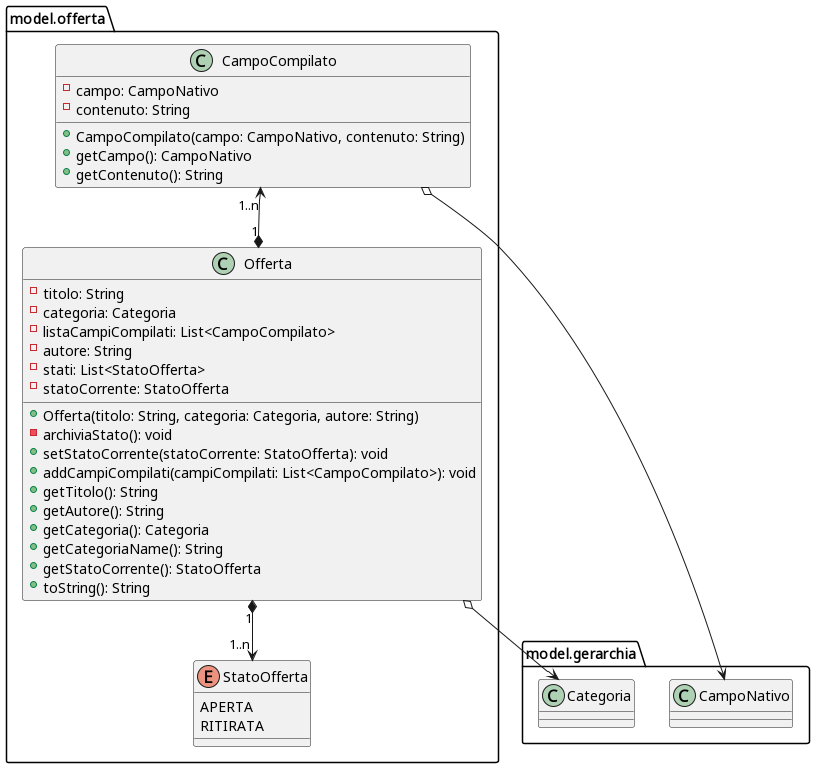 model.offerta
C CampoCompilato
campo: CampoNativo
contenuto: String
CampoCompilato(campo: CampoNativo, contenuto: String)
getCampo(): CampoNativo
getContenuto(): String
1..n
1
C Offerta
titolo: String
categoria: Categoria
listaCampiCompilati: List<CampoCompilato>
autore: String
stati: List<StatoOfferta>
statoCorrente: StatoOfferta
Offerta(titolo: String, categoria: Categoria, autore: String)
archiviaStato(): void
setStatoCorrente(statoCorrente: StatoOfferta): void
addCampiCompilati(campiCompilati: List<CampoCompilato>): void
getTitolo(): String
getAutore(): String
getCategoria(): Categoria
getCategoriaName(): String
getStatoCorrente(): StatoOfferta
toString(): String
1
1..n
E StatoOfferta
APERTA
RITIRATA
model.gerarchia
C Categoria
C CampoNativo